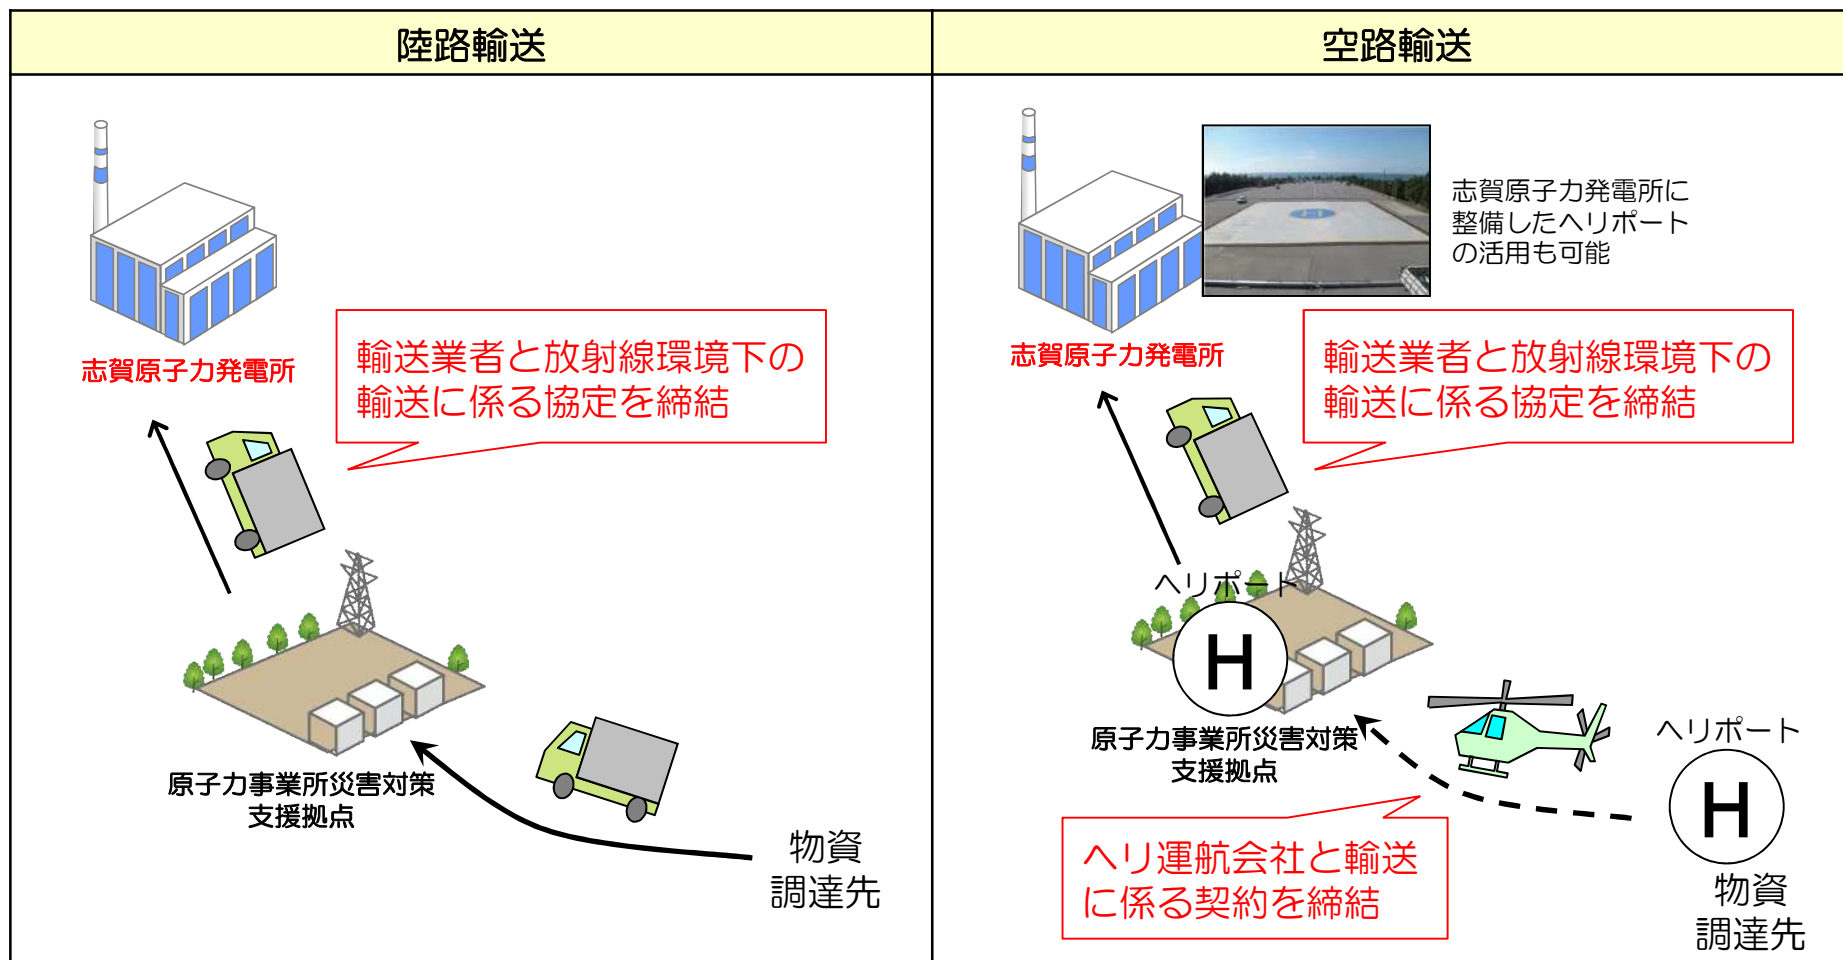 陸路輸送
空路輸送
志賀原子力発電所
輸送業者と放射線環境下の
輸送に係る協定を締結
原子力事業所災害対策
支援拠点
物資
調達先
H
志賀原子力発電所に
整備したヘリポート
の活用も可能
志賀原子力発電所
輸送業者と放射線環境下の
輸送に係る協定を締結
ヘリポート
H
原子力事業所災害対策
支援拠点
ヘリ運航会社と輸送
に係る契約を締結
ヘリポート
H
物資
調達先